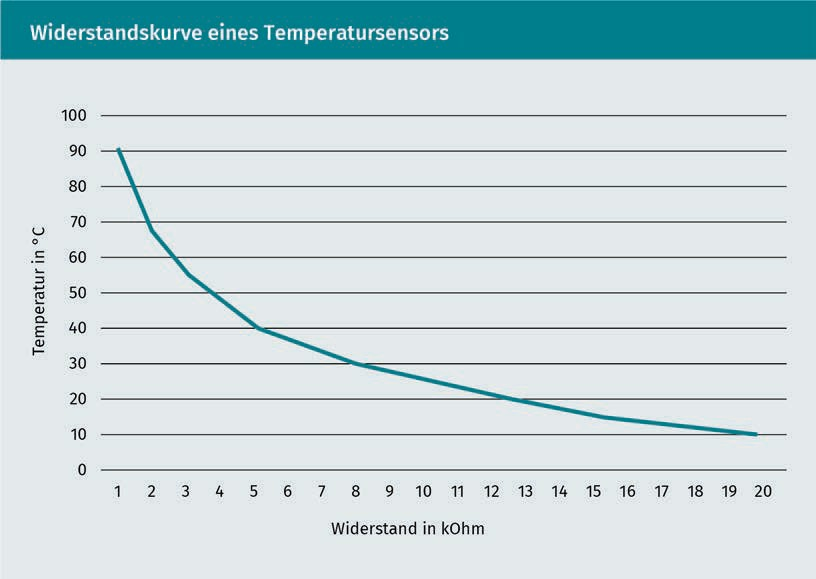 Widerstandskurve eines Temperatursensors
100
90
80
70
60
50
40
30
20
10
0
Temperatur in °C
1 2 3 4 5 6 7 8 9 10 11 12 13 14 15 16 17 18 19 20
Widerstand in kOhm